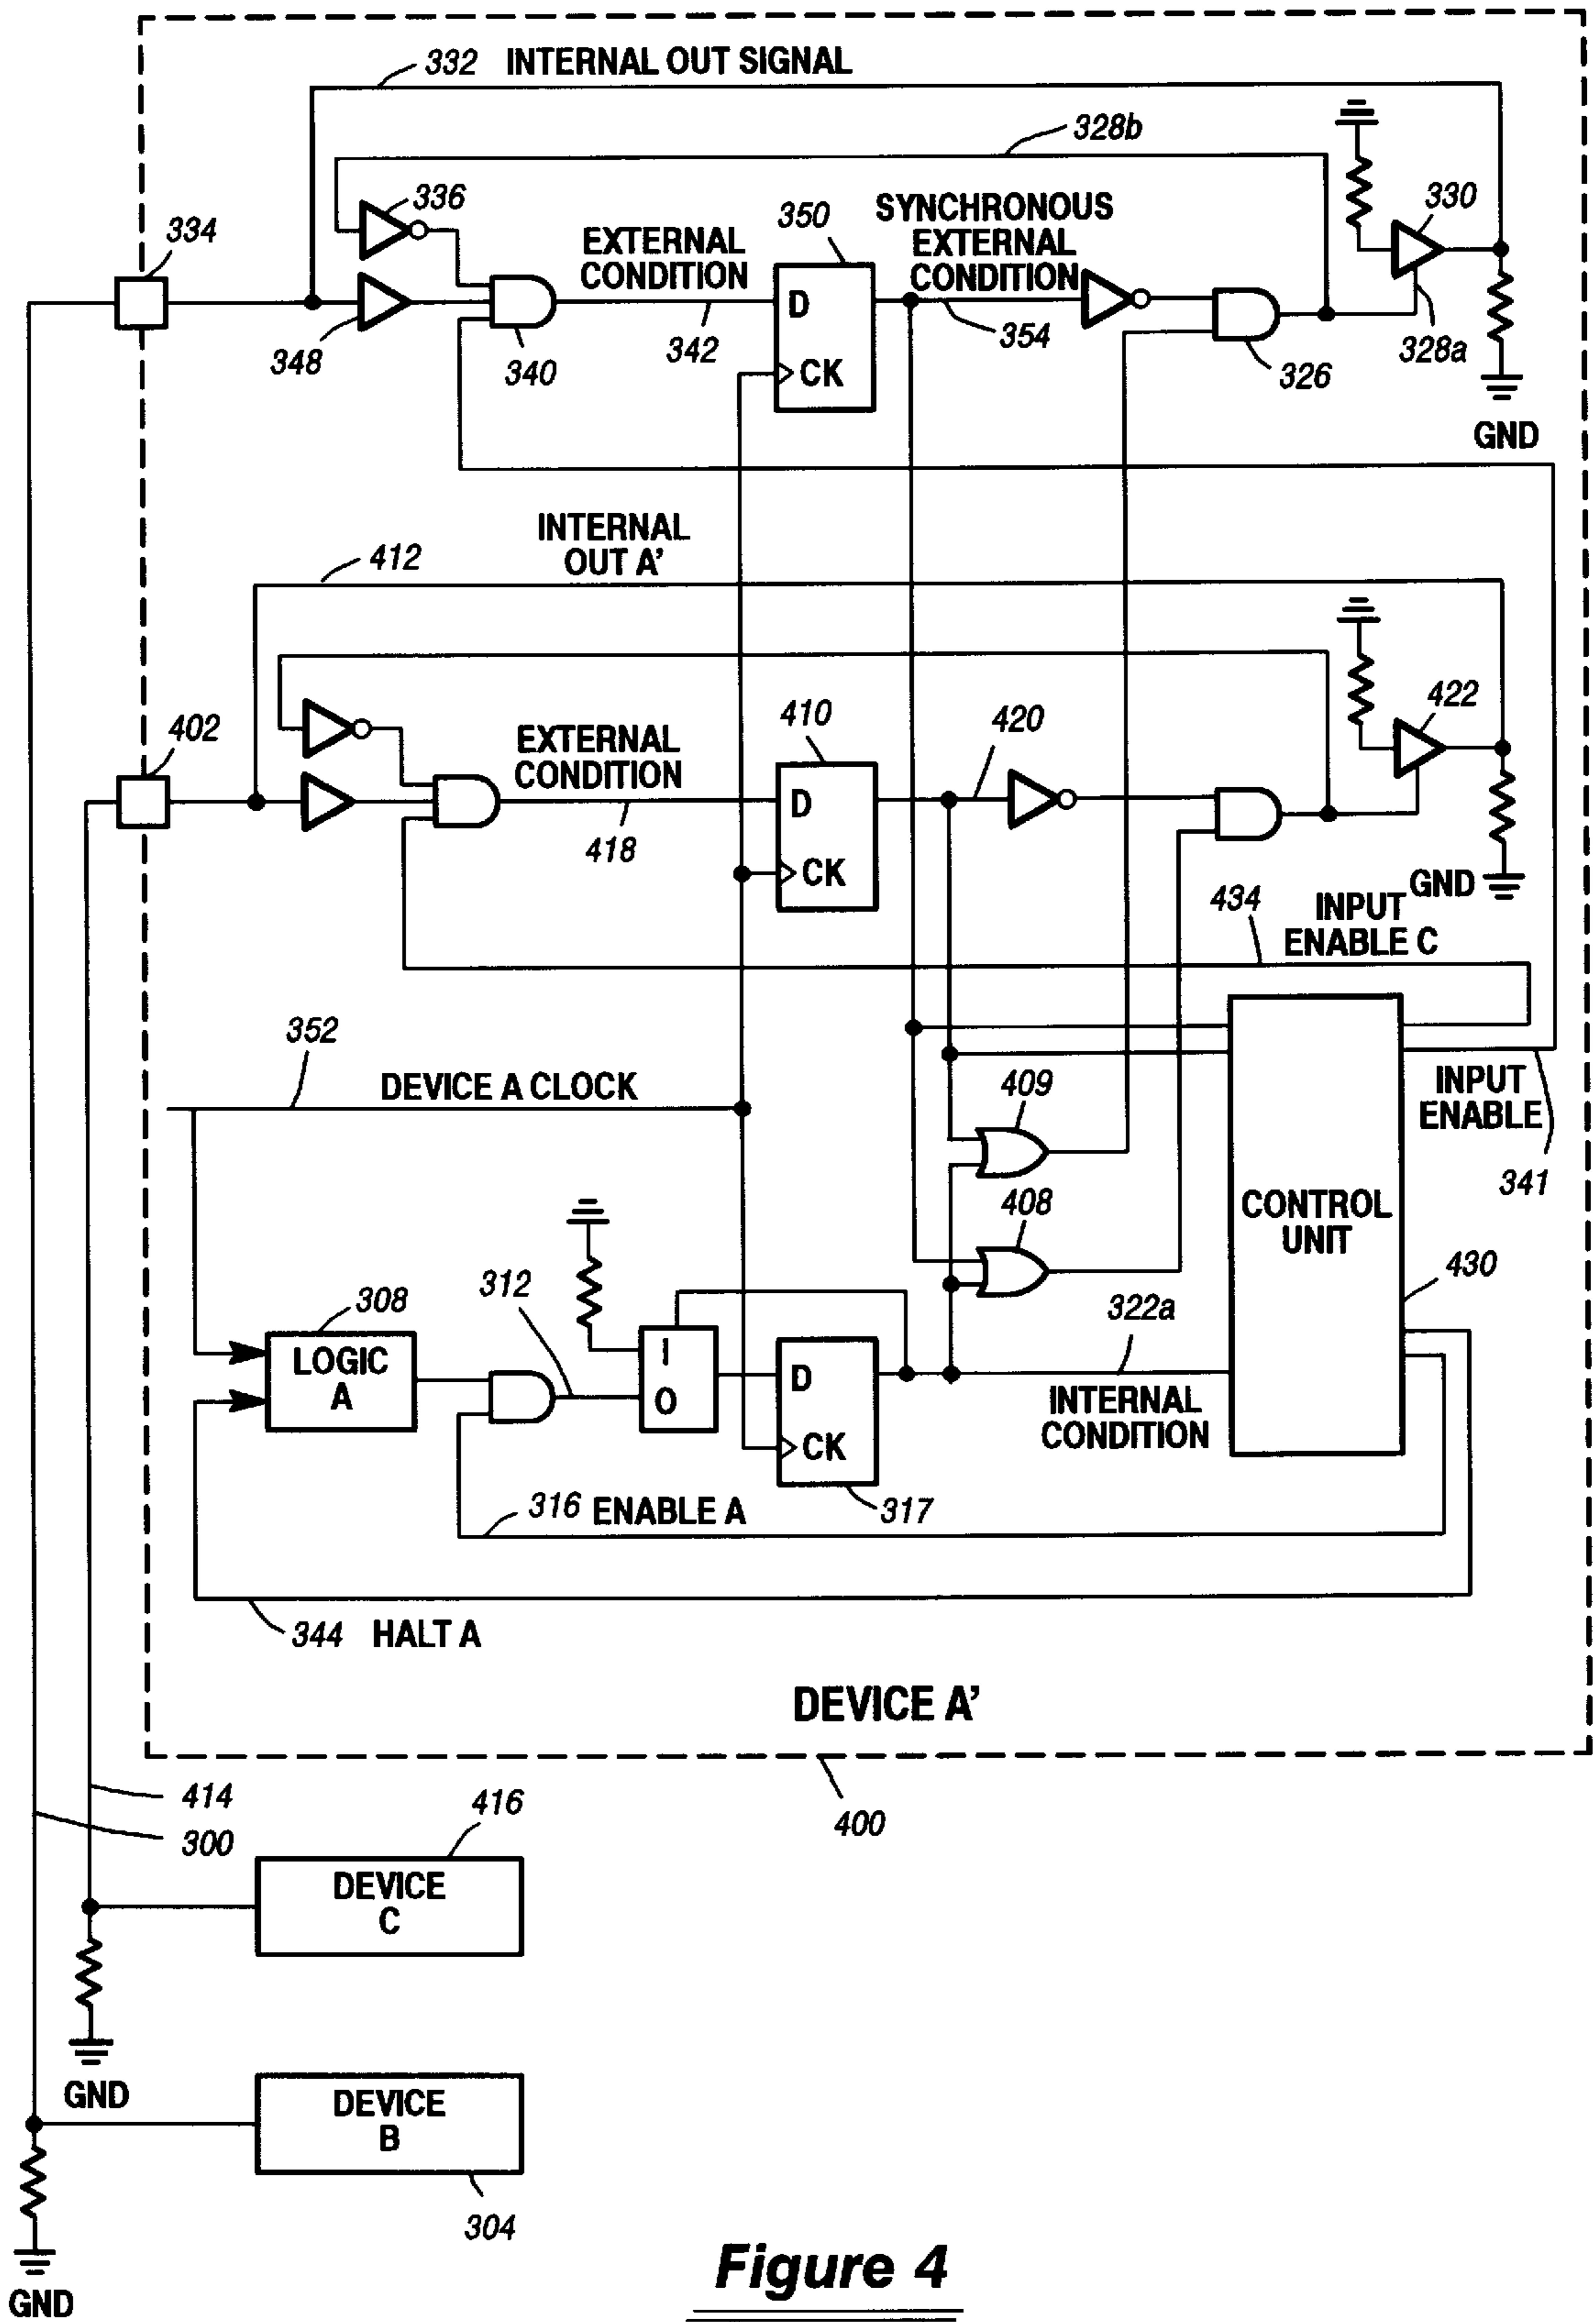 332 INTERNAL OUT SIGNAL
328b
336
334
350
SYNCHRONOUS
EXTERNAL
CONDITION
330
EXTERNAL
CONDITION
D
348
340
342
354
CK
326
328a
GND
INTERNAL
OUT A'
412
402
EXTERNAL
CONDITION
410
420
422
D
418
CK
GND
434
INPUT
ENABLE C
352
DEVICE A CLOCK
409
INPUT
ENABLE
341
408
CONTROL
UNIT
430
308
312
322a
LOGIC
A
I
O
D
CK
INTERNAL
CONDITION
316 ENABLE A
317
344 HALT A
DEVICE A'
400
414
300
416
DEVICE
C
GND
DEVICE
B
304
GND
Figure 4